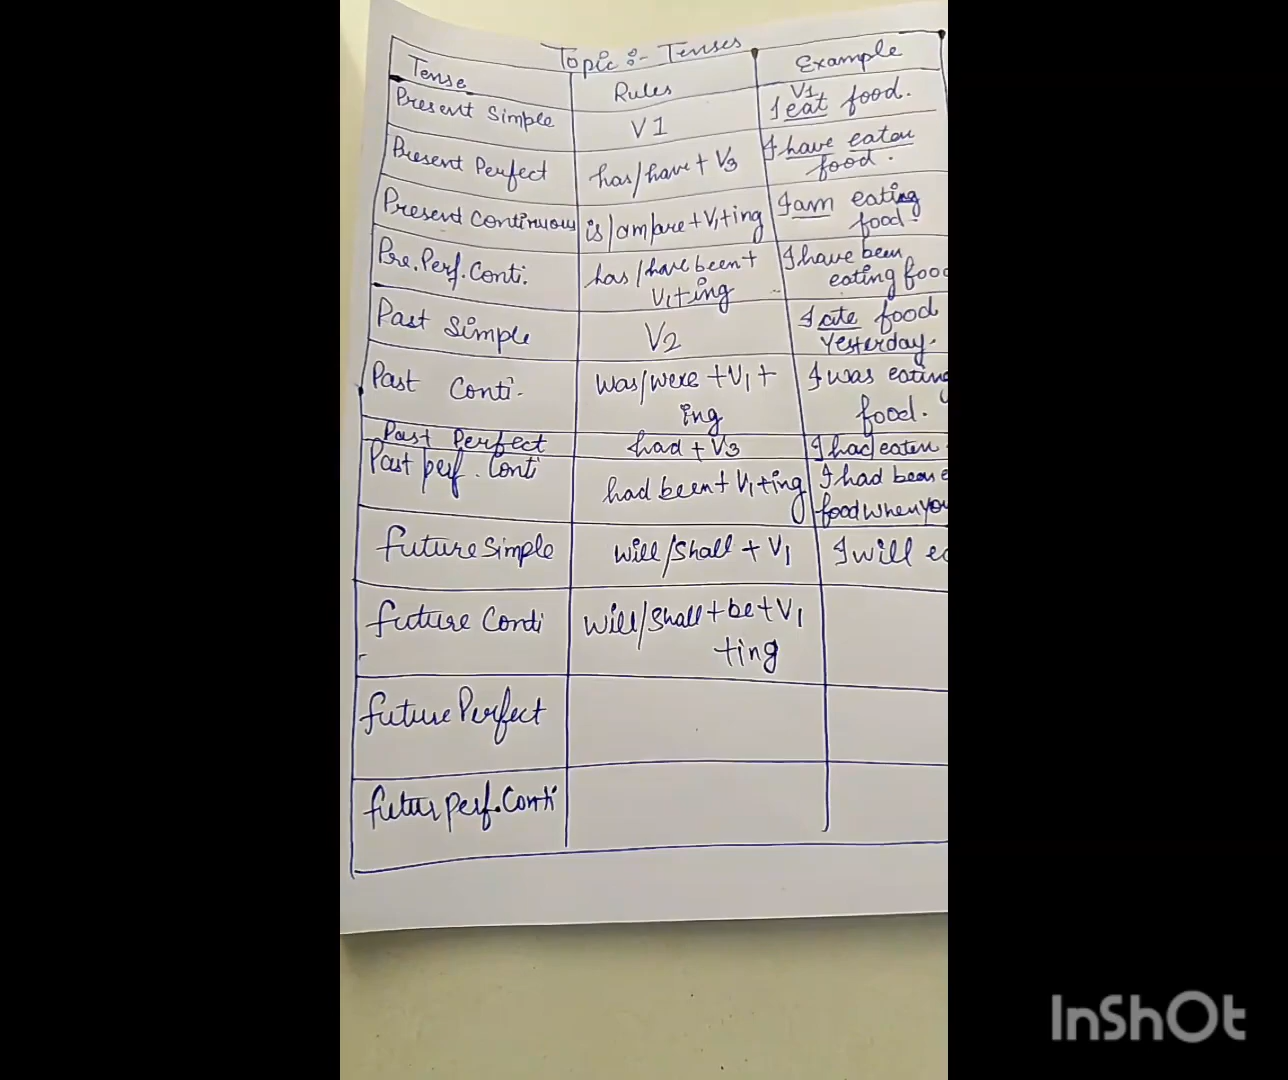 Topic :- Tenses
Tense Rules Example
Present Simple V1 V1 I eat food.
Present Perfect has/have + V3 I have eaten food.
Present Continuous is/am/are + V1+ing I am eating food.
Pre. Perf. Conti. has/have been + V1+ing I have been eating food
Past Simple V2 I ate food Yesterday.
Past Conti. was/were + V1 + ing I was eating food.
Past Perfect had + V3 I had eaten
Past perf. Conti had been + V1+ing I had been e food when you
future Simple will/shall + V1 I will ea
future Conti will/shall + be + V1 +ing
future Perfect
futur perf. Conti
InShOt